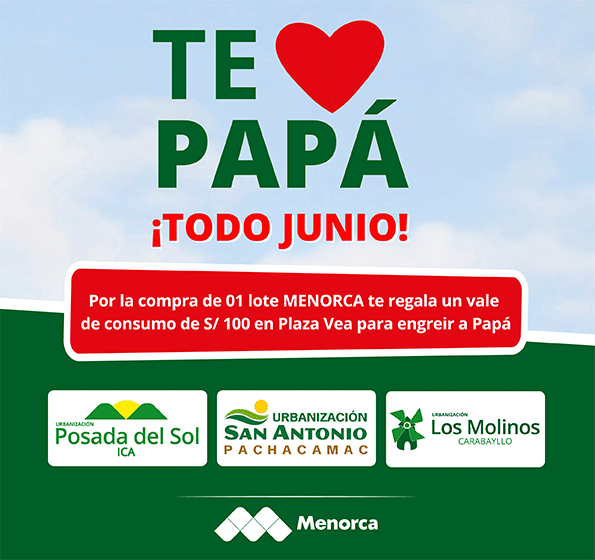 TE
PAPÁ
¡TODO JUNIO!
Por la compra de 01 lote MENORCA te regala un vale
de consumo de S/ 100 en Plaza Vea para engreir a Papá
URBANIZACIÓN
Posada del Sol
ICA
URBANIZACIÓN
SAN ANTONIO
PACHACAMAC
URBANIZACIÓN
Los Molinos
CARABAYLLO
Menorca